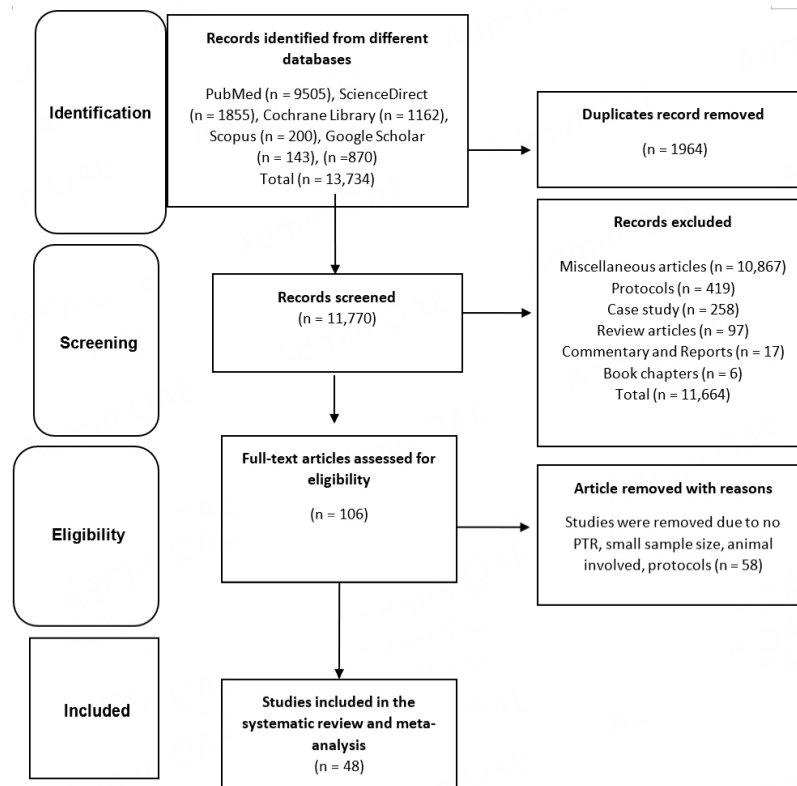 Identification
Records identified from different
databases
PubMed (n = 9505), ScienceDirect
(n = 1855), Cochrane Library (n = 1162),
Scopus (n = 200), Google Scholar
(n = 143), (n =870)
Total (n = 13,734)
Duplicates record removed
(n = 1964)
Screening
Records screened
(n = 11,770)
Records excluded
Miscellaneous articles (n = 10,867)
Protocols (n = 419)
Case study (n = 258)
Review articles (n = 97)
Commentary and Reports (n = 17)
Book chapters (n = 6)
Total (n = 11,664)
Eligibility
Full-text articles assessed for
eligibility
(n = 106)
Article removed with reasons
Studies were removed due to no
PTR, small sample size, animal
involved, protocols (n = 58)
Included
Studies included in the
systematic review and meta-
analysis
(n = 48)